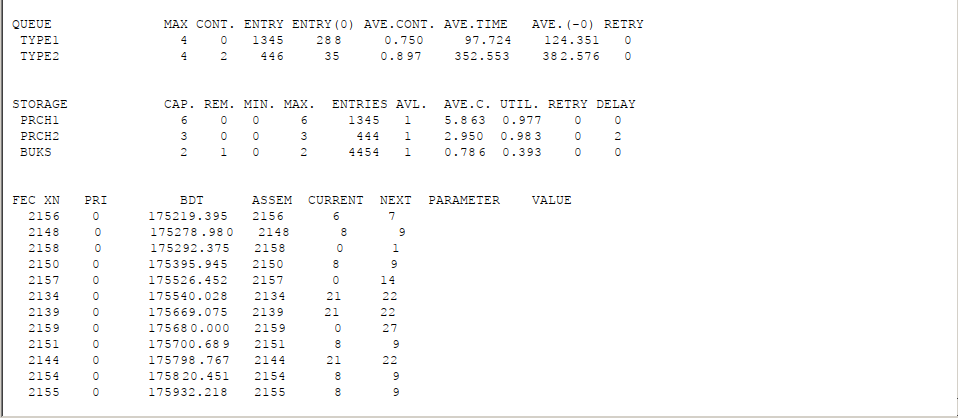 QUEUE MAX CONT. ENTRY ENTRY(0) AVE.CONT. AVE.TIME AVE.(-0) RETRY
TYPE1 4 0 1345 288 0.750 97.724 124.351 0
TYPE2 4 2 446 35 0.897 352.553 382.576 0
STORAGE CAP. REM. MIN. MAX. ENTRIES AVL. AVE.C. UTIL. RETRY DELAY
PRCH1 6 0 0 6 1345 1 5.863 0.977 0 0
PRCH2 3 0 0 3 444 1 2.950 0.983 0 2
BUKS 2 1 0 2 4454 1 0.786 0.393 0 0
FEC XN PRI BDT ASSEM CURRENT NEXT PARAMETER VALUE
2156 0 175219.395 2156 6 7
2148 0 175278.980 2148 8 9
2158 0 175292.375 2158 0 1
2150 0 175395.945 2150 8 9
2157 0 175526.452 2157 0 14
2134 0 175540.028 2134 21 22
2139 0 175669.075 2139 21 22
2159 0 175680.000 2159 0 27
2151 0 175700.689 2151 8 9
2144 0 175798.767 2144 21 22
2154 0 175820.451 2154 8 9
2155 0 175932.218 2155 8 9